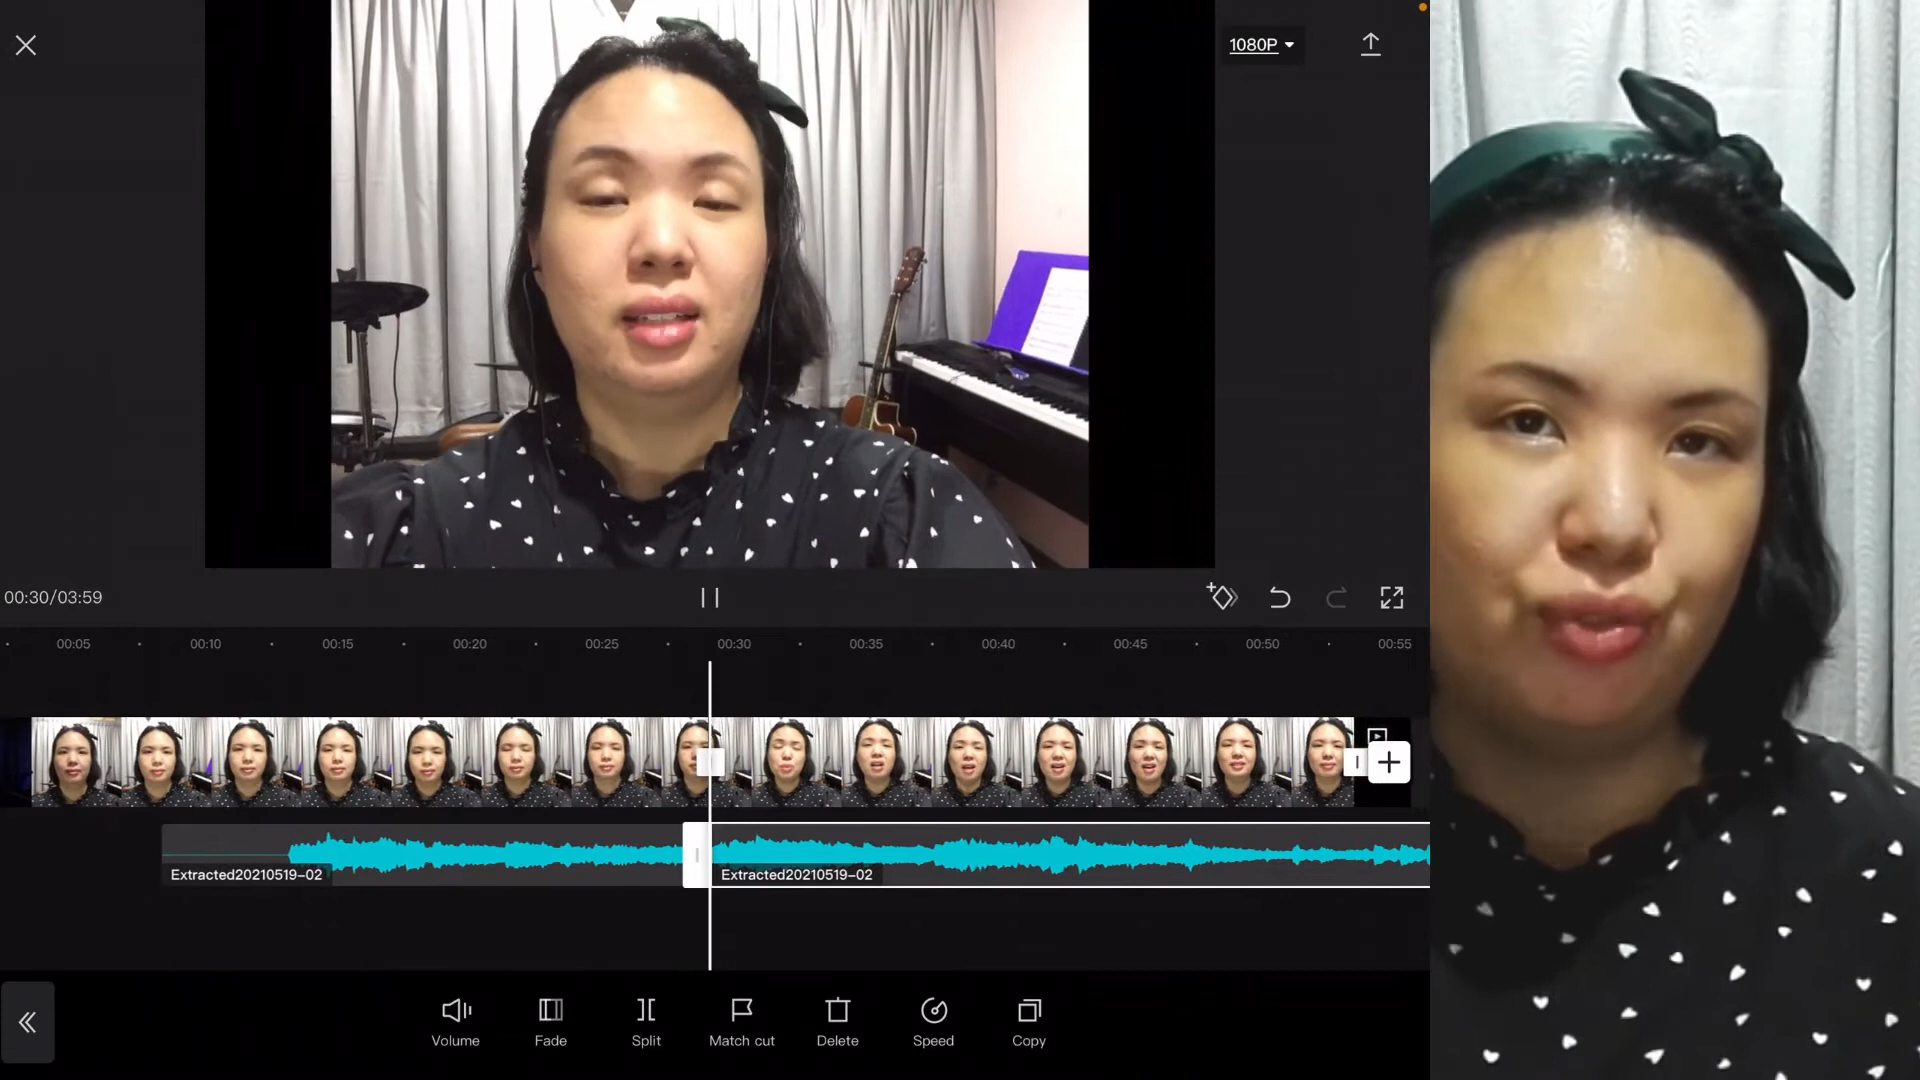 1080P
00:30/03:59
00:05 00:10 00:15 00:20 00:25 00:30 00:35 00:40 00:45 00:50 00:55
Extracted20210519-02 Extracted20210519-02
Volume Fade Split Match cut Delete Speed Copy